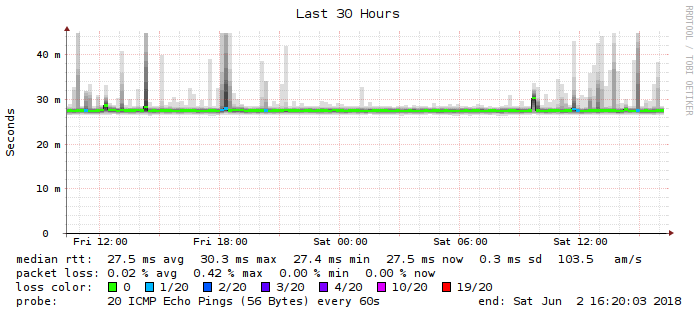 Last 30 Hours
RRDTOOL / TOBI OETIKER
Seconds
40 m
30 m
20 m
10 m
0
Fri 12:00 Fri 18:00 Sat 00:00 Sat 06:00 Sat 12:00
median rtt: 27.5 ms avg 30.3 ms max 27.4 ms min 27.5 ms now 0.3 ms sd 103.5 am/s
packet loss: 0.02 % avg 0.42 % max 0.00 % min 0.00 % now
loss color: 0 1/20 2/20 3/20 4/20 10/20 19/20
probe: 20 ICMP Echo Pings (56 Bytes) every 60s end: Sat Jun 2 16:20:03 2018